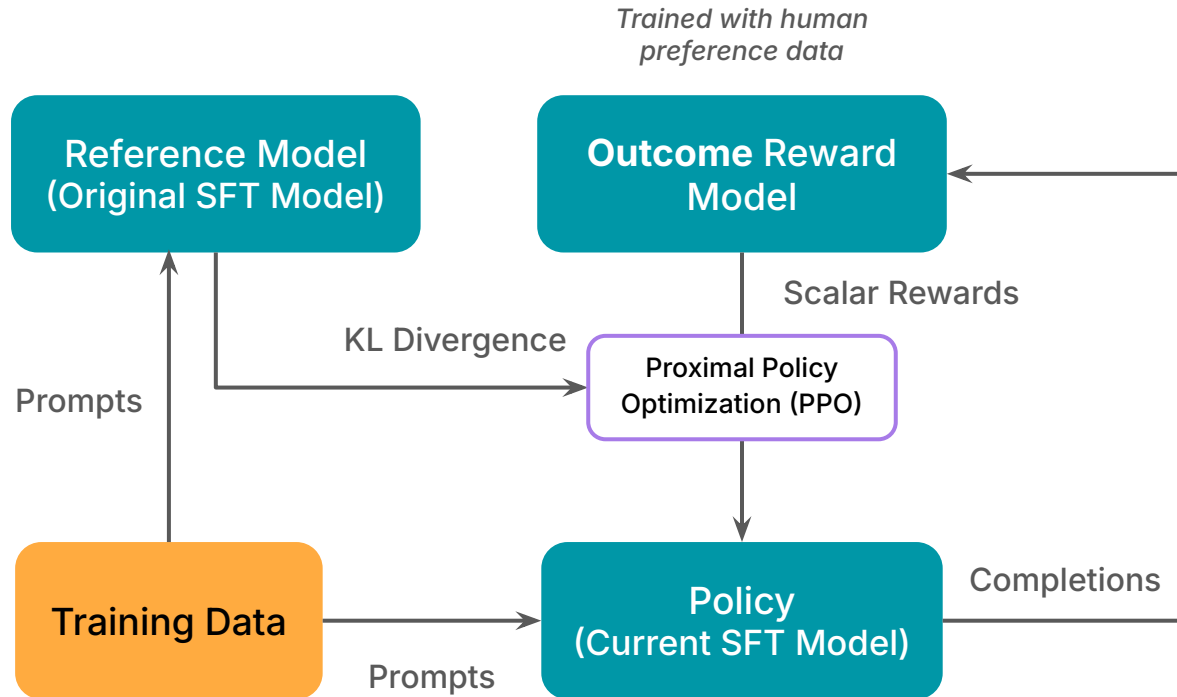 Trained with human
preference data
Reference Model
(Original SFT Model)
Outcome Reward
Model
Scalar Rewards
KL Divergence
Proximal Policy
Optimization (PPO)
Prompts
Training Data
Policy
(Current SFT Model)
Completions
Prompts